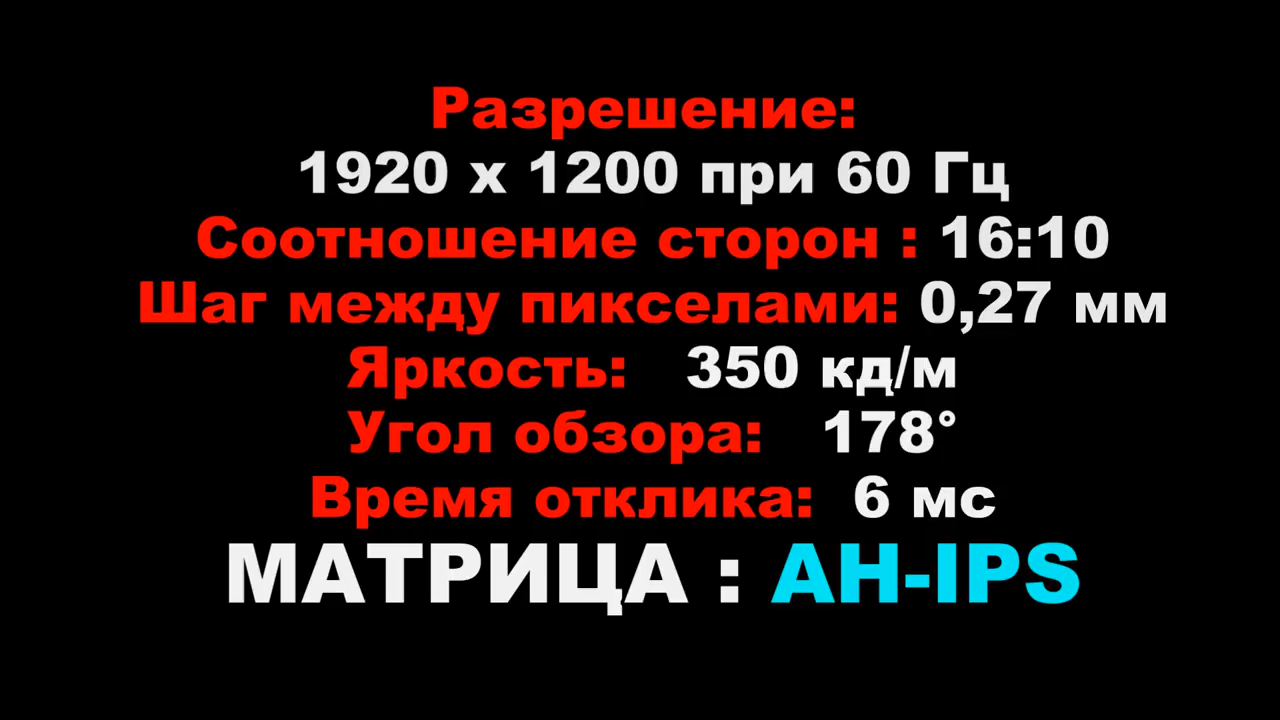 Разрешение:
1920 x 1200 при 60 Гц
Соотношение сторон : 16:10
Шаг между пикселами: 0,27 мм
Яркость: 350 кд/м
Угол обзора: 178°
Время отклика: 6 мс
МАТРИЦА : AH-IPS